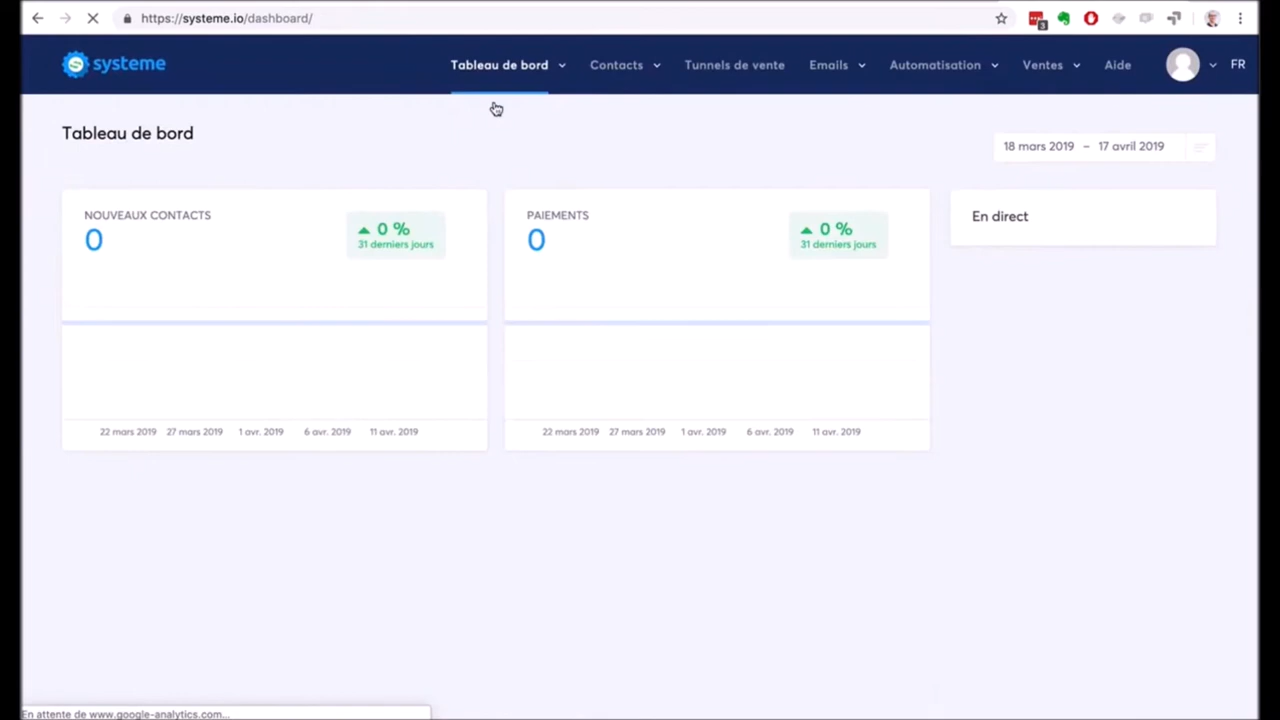 https://systeme.io/dashboard/
3
systeme
Tableau de bord
Contacts
Tunnels de vente
Emails
Automatisation
Ventes
Aide
FR
Tableau de bord
18 mars 2019 – 17 avril 2019
NOUVEAUX CONTACTS
0
0 %
31 derniers jours
22 mars 2019 27 mars 2019 1 avr. 2019 6 avr. 2019 11 avr. 2019
PAIEMENTS
0
0 %
31 derniers jours
22 mars 2019 27 mars 2019 1 avr. 2019 6 avr. 2019 11 avr. 2019
En direct
En attente de www.google-analytics.com...